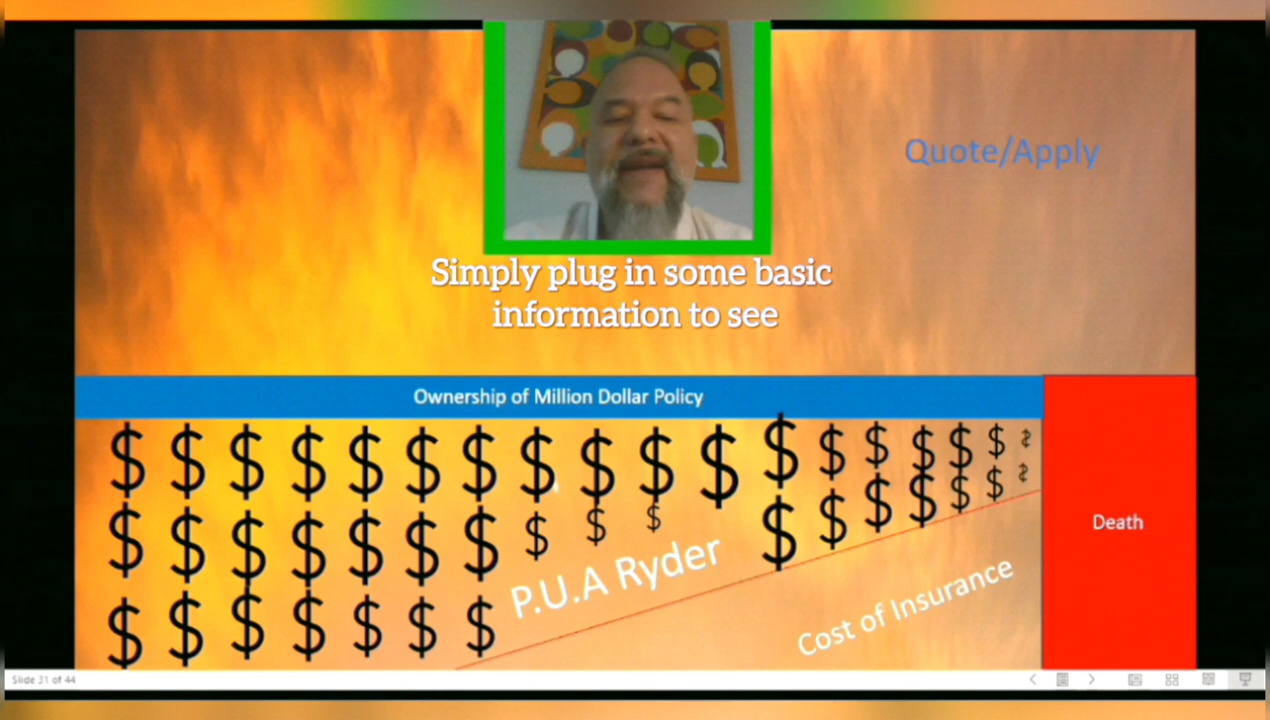 Quote/Apply
Simply plug in some basic
information to see
Ownership of Million Dollar Policy
$ $ $ $ $ $ $ $ $ $ $ $ $ $ $ $ $ $
$ $ $ $ $ $ $ $ $ $ $ $ $ $ $ $ $
$ $ $ $ $ $ $
P.U.A Ryder
Cost of Insurance
Death
Slide 31 of 44